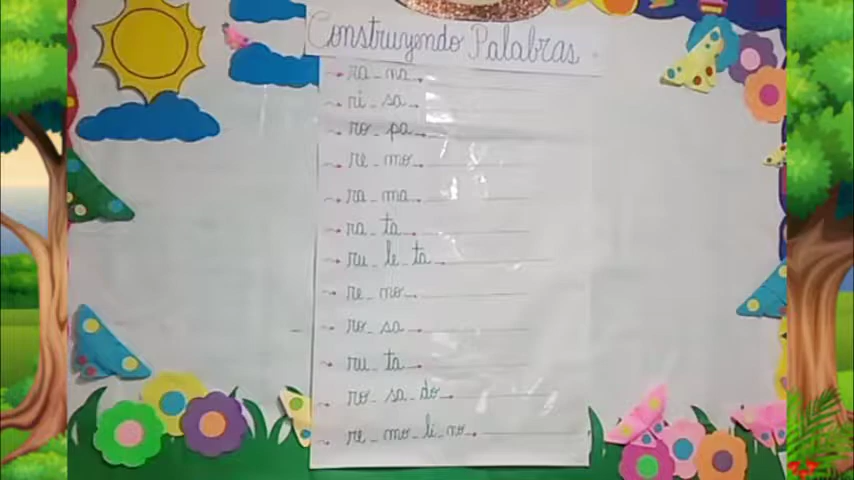 Construyendo Palabras
ra - na
ri - sa
ro - pa
re - mo
ra - ma
ra - ta
ru - le - ta
re - mo
ro - sa
ru - ta
ro - sa - do
re - mo - li - no